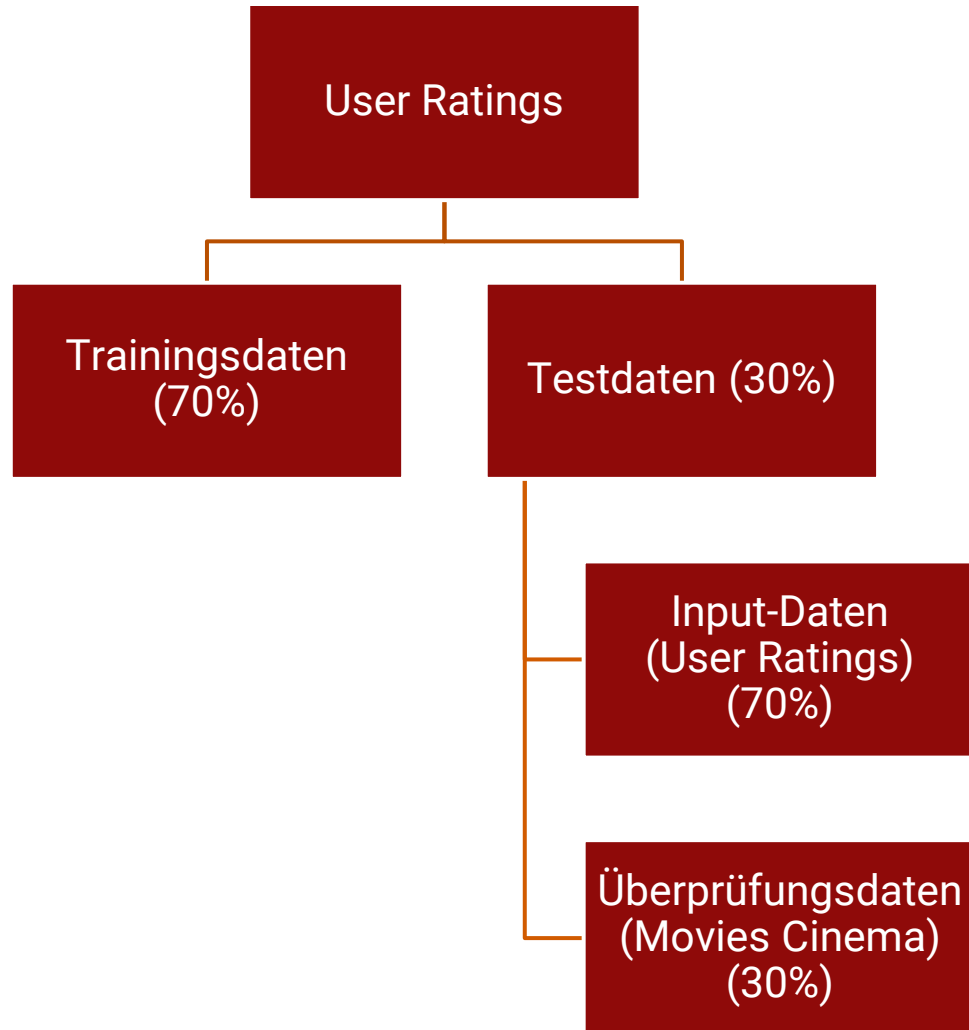 User Ratings
Trainingsdaten
(70%)
Testdaten (30%)
Input-Daten
(User Ratings)
(70%)
Überprüfungsdaten
(Movies Cinema)
(30%)